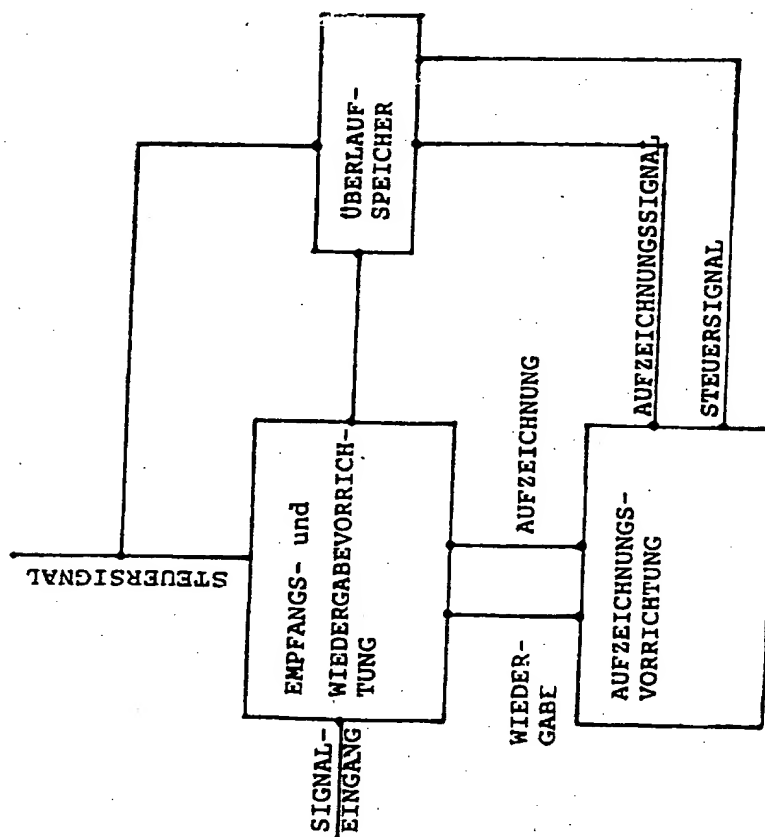 STEUERSIGNAL
ÜBERLAUF-
SPEICHER
EMPFANGS- und
WIEDERGABEVORRICH-
TUNG
SIGNAL-
EINGANG
AUFZEICHNUNG
WIEDER-
GABE
AUFZEICHNUNGSSIGNAL
STEUERSIGNAL
AUFZEICHNUNGS-
VORRICHTUNG